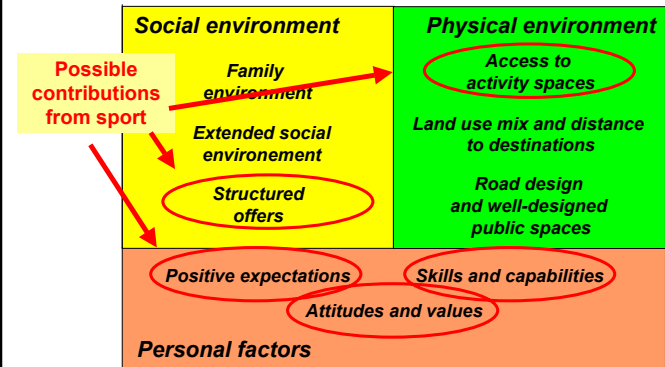 Social environment
Physical environment
Possible
contributions
from sport
Family
environment
Extended social
environement
Structured
offers
Access to
activity spaces
Land use mix and distance
to destinations
Road design
and well-designed
public spaces
Positive expectations
Skills and capabilities
Attitudes and values
Personal factors